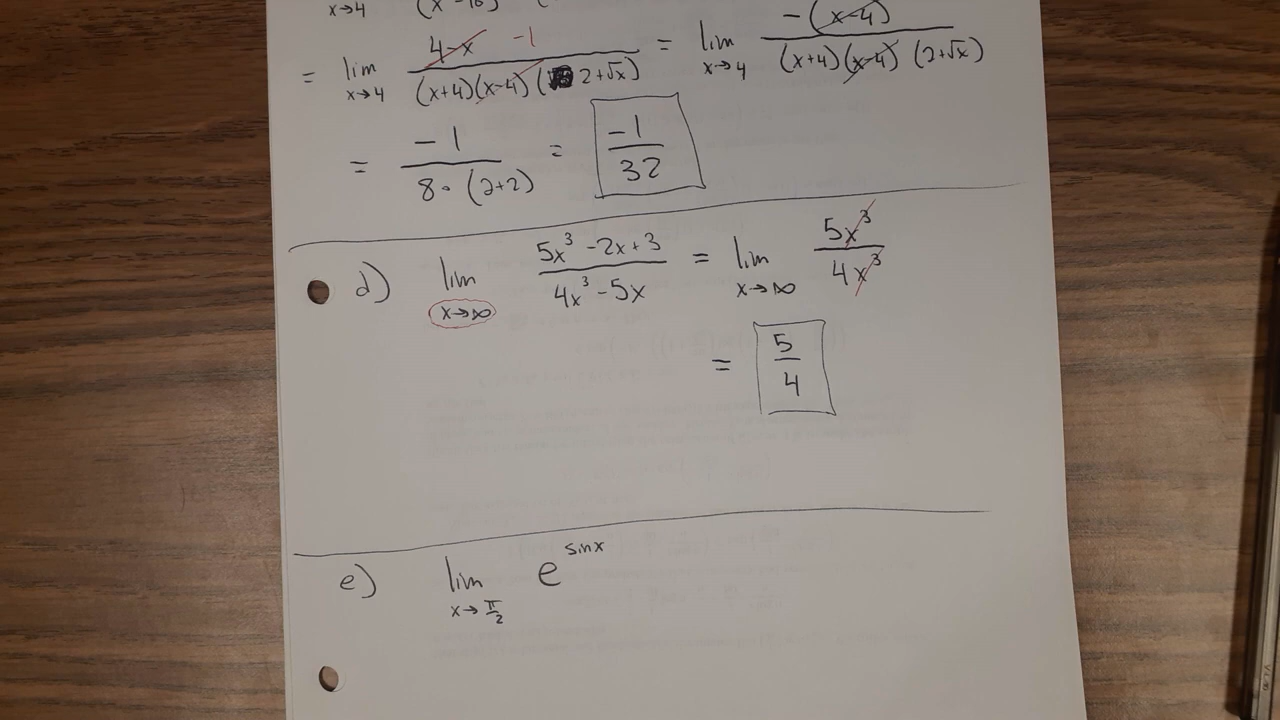 x→4
= lim x→4 4-x -1 / (x+4)(x-4)(2+√x) = lim x→4 -(x-4) / (x+4)(x-4)(2+√x)
= -1 / 8·(2+2) = -1 / 32
d) lim x→∞ 5x³ -2x+3 / 4x³ -5x = lim x→∞ 5x³ / 4x³
= 5 / 4
e) lim x→π/2 e^sinx